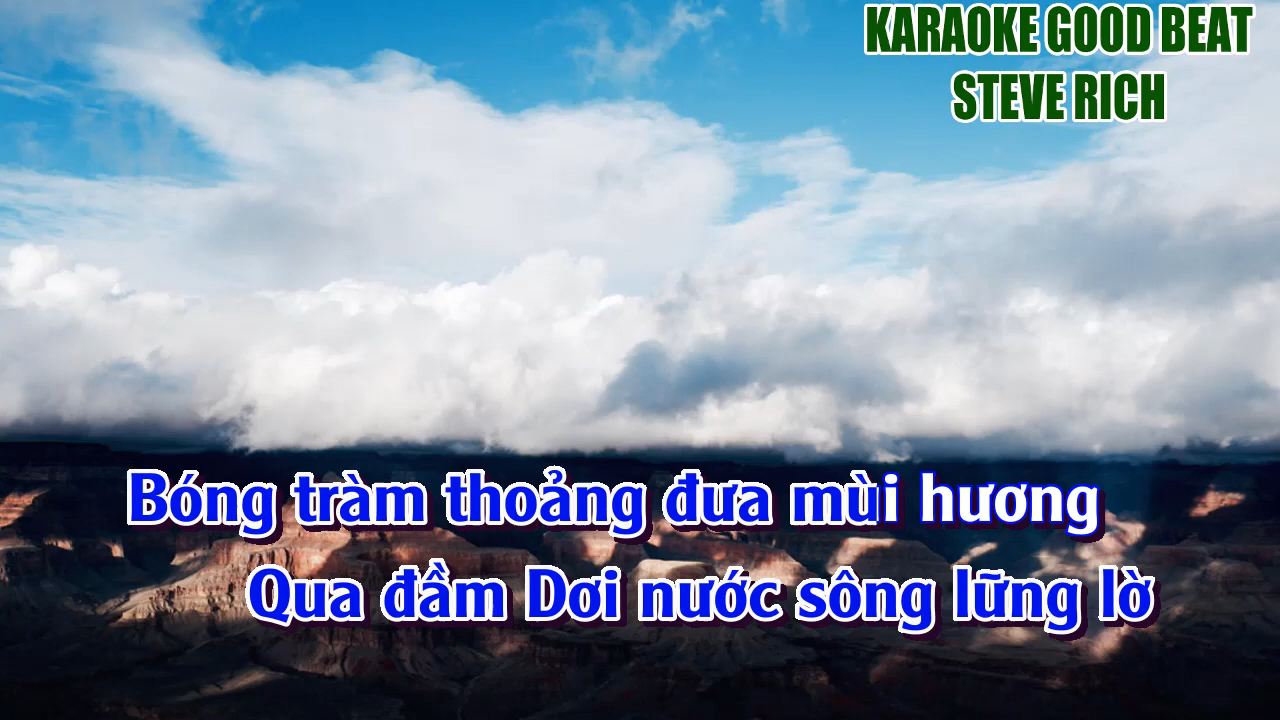 KARAOKE GOOD BEAT
STEVE RICH
Bóng tràm thoảng đưa mùi hương
Qua đầm Dơi nước sông lững lờ